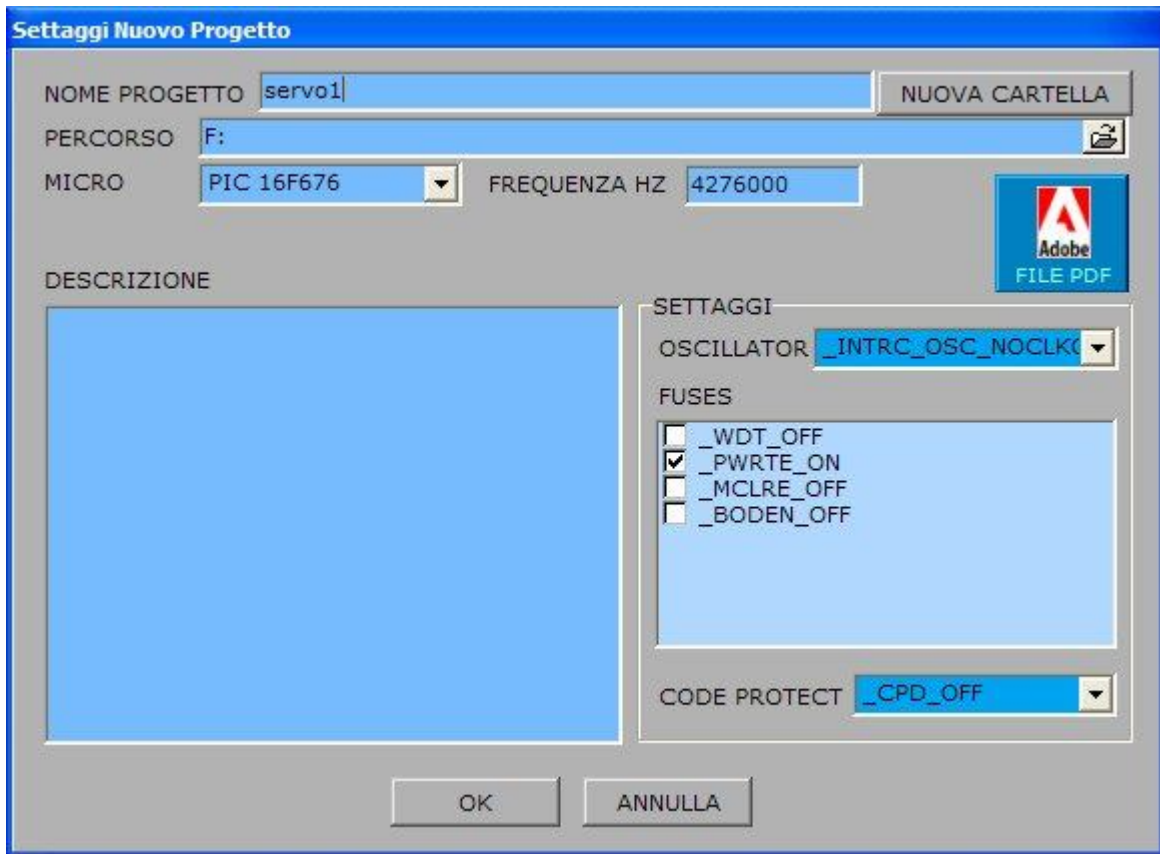 Settaggi Nuovo Progetto
NOME PROGETTO servo1 NUOVA CARTELLA
PERCORSO F:
MICRO PIC 16F676 FREQUENZA HZ 4276000
Adobe
FILE PDF
DESCRIZIONE
SETTAGGI
OSCILLATOR _INTRC_OSC_NOCLK
FUSES
_WDT_OFF
_PWRTE_ON
_MCLRE_OFF
_BODEN_OFF
CODE PROTECT _CPD_OFF
OK ANNULLA